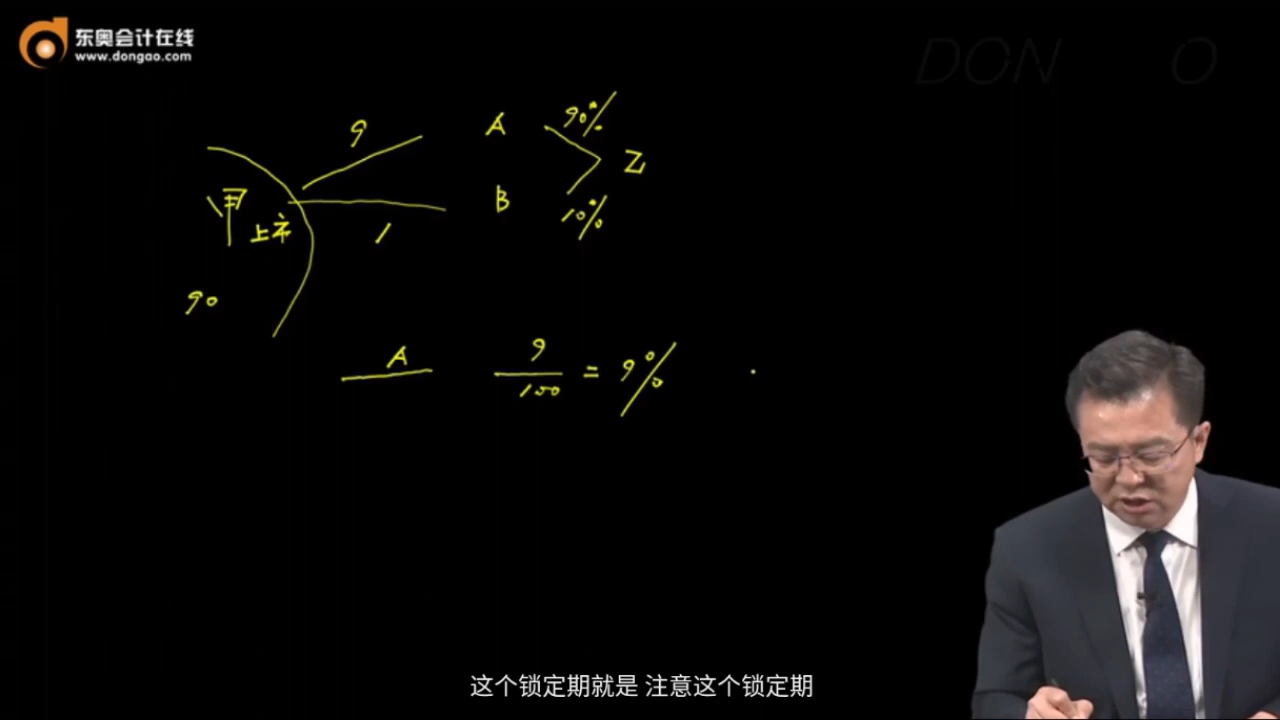 东奥会计在线
www.dongao.com
DON O
9 A 90%
乙
甲上市 B 10%
1
90
A 9/100 = 9%
这个锁定期就是 注意这个锁定期